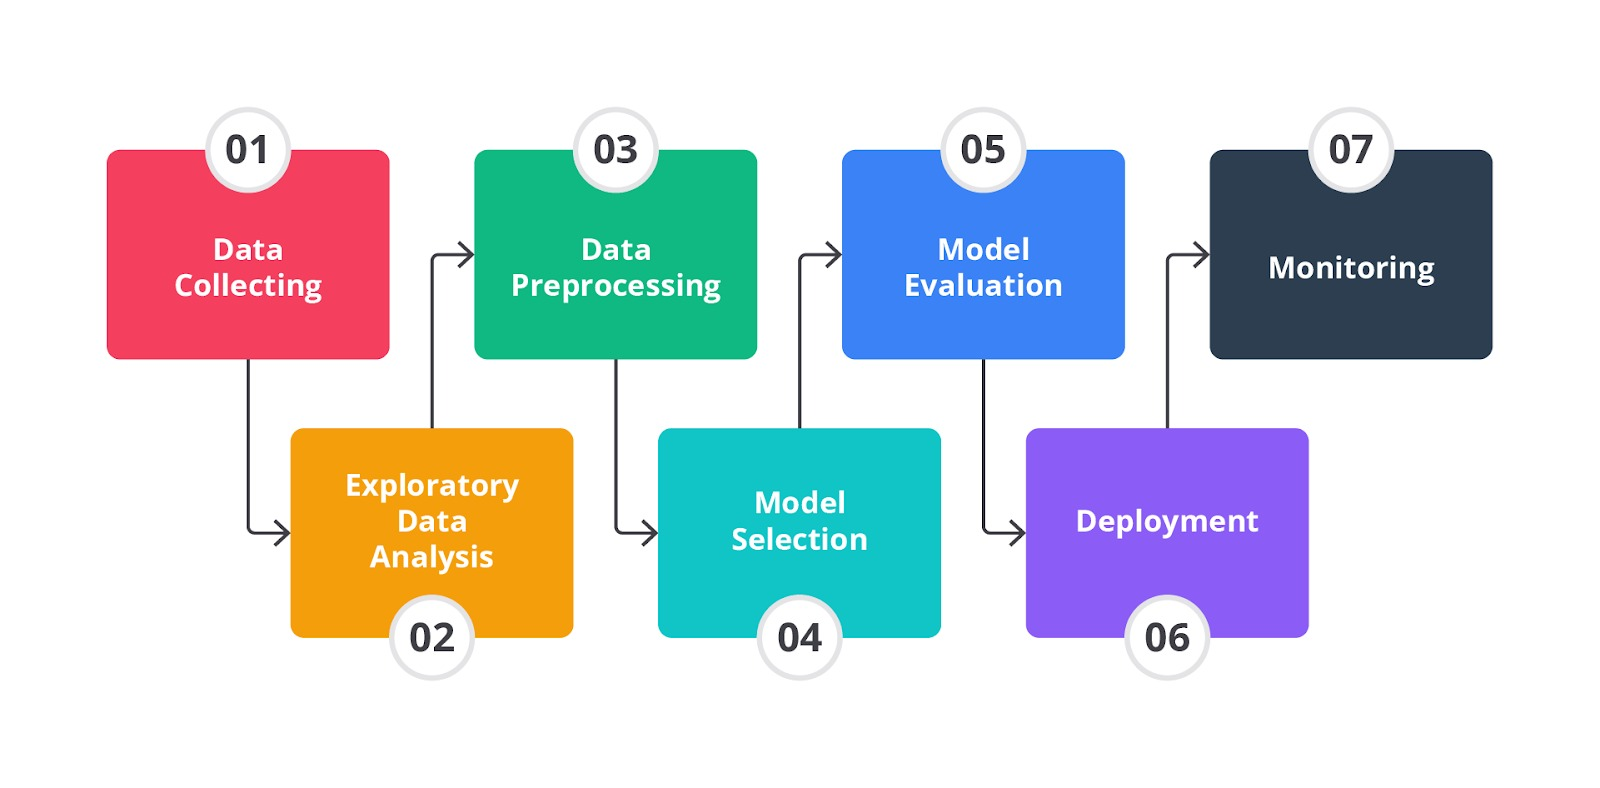 01
Data
Collecting
Exploratory
Data
Analysis
02
03
Data
Preprocessing
Model
Selection
04
05
Model
Evaluation
Deployment
06
07
Monitoring